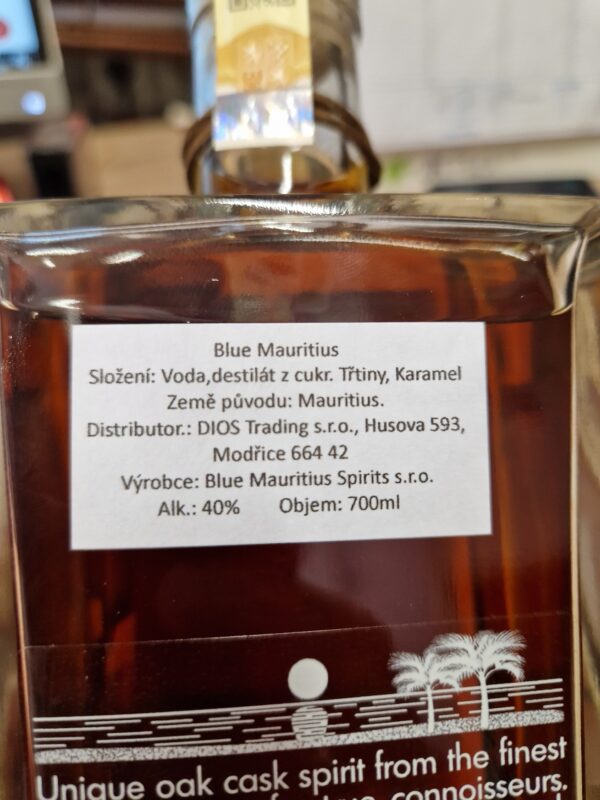 Blue Mauritius
Složení: Voda,destilát z cukr. Třtiny, Karamel
Země původu: Mauritius.
Distributor.: DIOS Trading s.r.o., Husova 593,
Modřice 664 42
Výrobce: Blue Mauritius Spirits s.r.o.
Alk.: 40% Objem: 700ml
Unique oak cask spirit from the finest
connoisseurs.